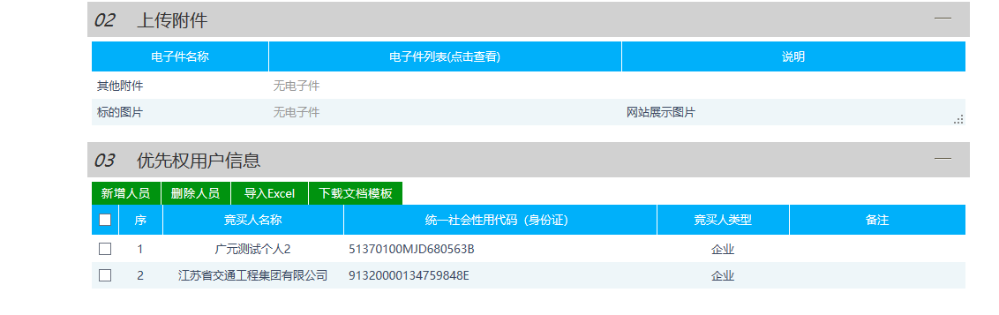 02 上传附件
电子件名称 电子件列表(点击查看) 说明
其他附件 无电子件
标的图片 无电子件 网站展示图片
03 优先权用户信息
新增人员 删除人员 导入Excel 下载文档模板
序 竞买人名称 统一社会性用代码（身份证） 竞买人类型 备注
1 广元测试个人2 51370100MJD680563B 企业
2 江苏省交通工程集团有限公司 91320000134759848E 企业